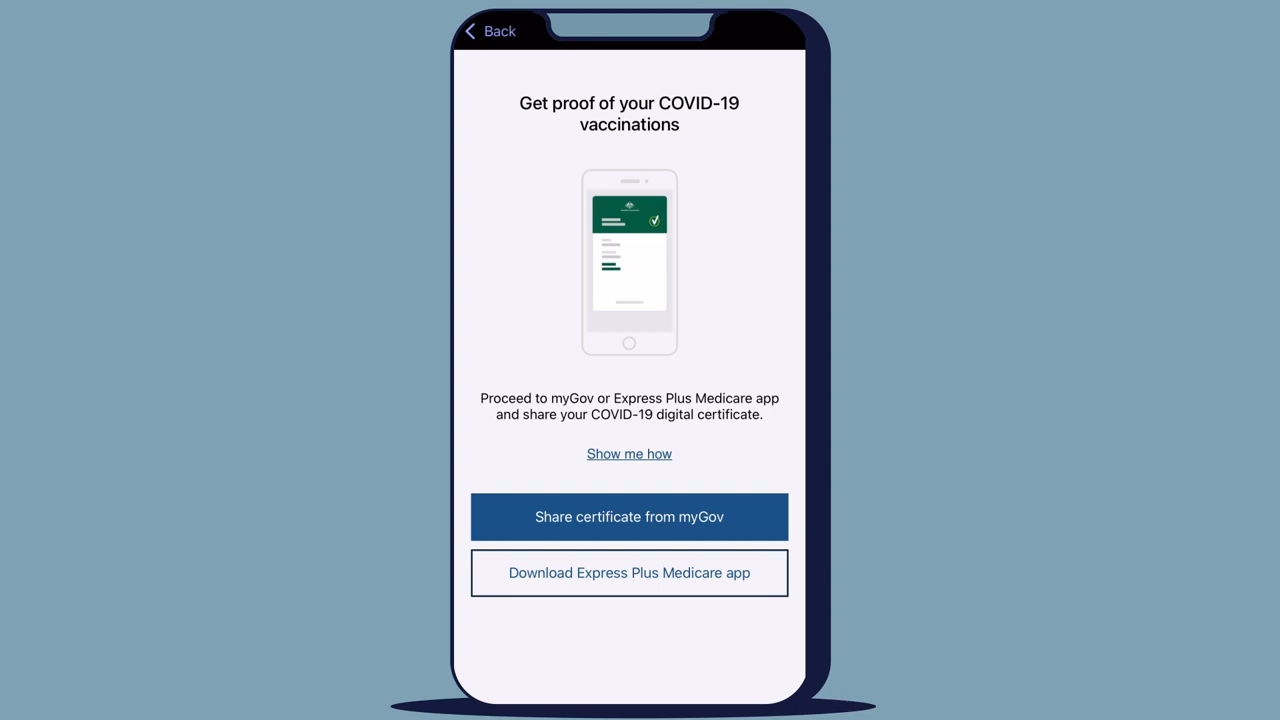 Back
Get proof of your COVID-19
vaccinations
Proceed to myGov or Express Plus Medicare app
and share your COVID-19 digital certificate.
Show me how
Share certificate from myGov
Download Express Plus Medicare app